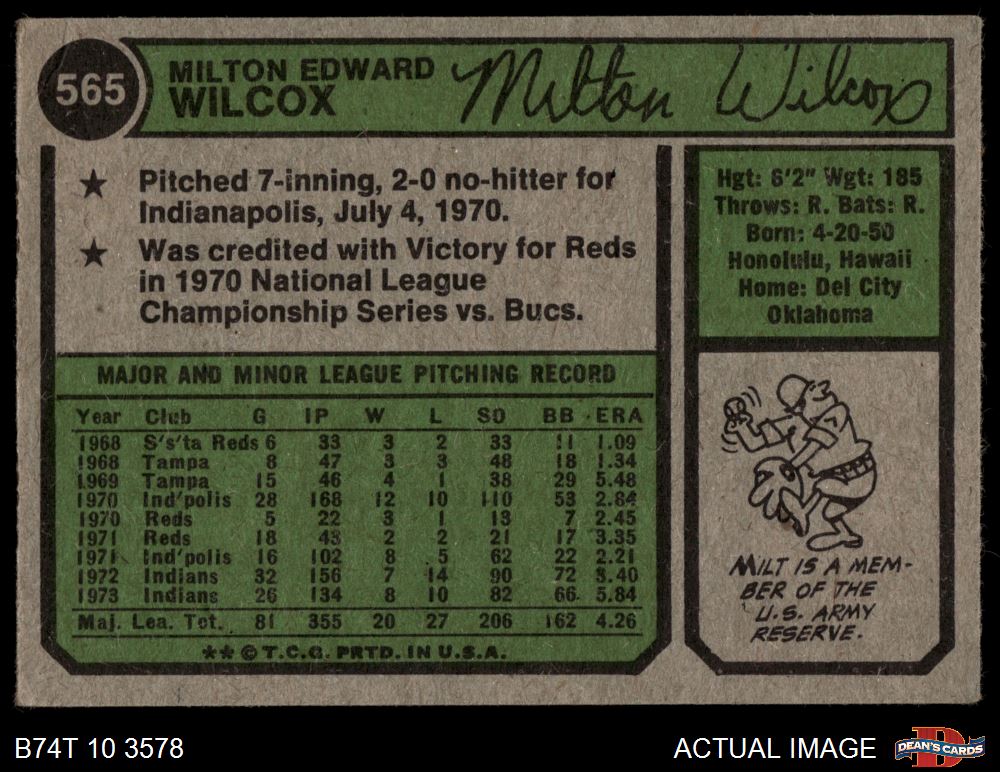 565
MILTON EDWARD
WILCOX
Milton Wilcox
★ Pitched 7-inning, 2-0 no-hitter for
Indianapolis, July 4, 1970.
★ Was credited with Victory for Reds
in 1970 National League
Championship Series vs. Bucs.
Hgt: 6'2" Wgt: 185
Throws: R. Bats: R.
Born: 4-20-50
Honolulu, Hawaii
Home: Del City
Oklahoma
MAJOR AND MINOR LEAGUE PITCHING RECORD
Year Club G IP W L SO BB ERA
1968 S's'ta Reds 6 33 3 2 33 11 1.09
1968 Tampa 8 47 3 3 48 18 1.34
1969 Tampa 15 46 4 1 38 29 5.48
1970 Ind'polis 28 168 12 10 110 53 2.84
1970 Reds 5 22 3 1 13 7 2.45
1971 Reds 18 43 2 2 21 17 3.35
1971 Ind'polis 16 102 8 5 62 22 2.21
1972 Indians 32 156 7 14 90 72 3.40
1973 Indians 26 134 8 10 82 66 5.84
Maj. Lea. Tot. 81 355 20 27 206 162 4.26
★★ © T.C.G. PRTD. IN U.S.A.
MILT IS A MEM-
BER OF THE
U.S. ARMY
RESERVE.
B74T 10 3578
ACTUAL IMAGE
D
DEAN'S CARDS